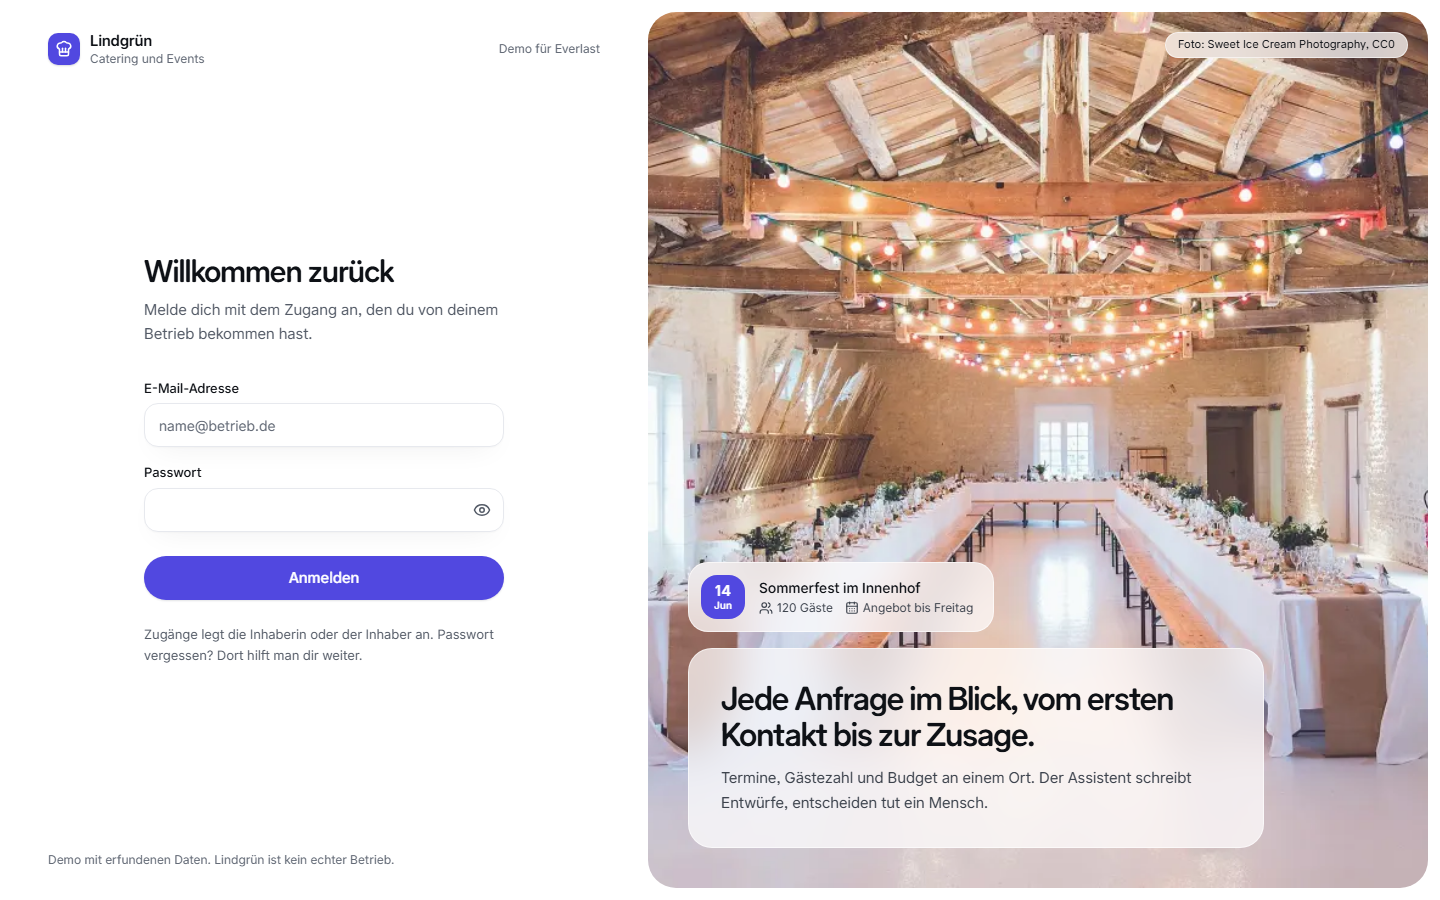 Lindgrün
Catering und Events
Demo für Everlast
Willkommen zurück
Melde dich mit dem Zugang an, den du von deinem
Betrieb bekommen hast.
E-Mail-Adresse
name@betrieb.de
Passwort
Anmelden
Zugänge legt die Inhaberin oder der Inhaber an. Passwort
vergessen? Dort hilft man dir weiter.
Demo mit erfundenen Daten. Lindgrün ist kein echter Betrieb.
Foto: Sweet Ice Cream Photography, CC0
14
Jun
Sommerfest im Innenhof
120 Gäste
Angebot bis Freitag
Jede Anfrage im Blick, vom ersten
Kontakt bis zur Zusage.
Termine, Gästezahl und Budget an einem Ort. Der Assistent schreibt
Entwürfe, entscheiden tut ein Mensch.